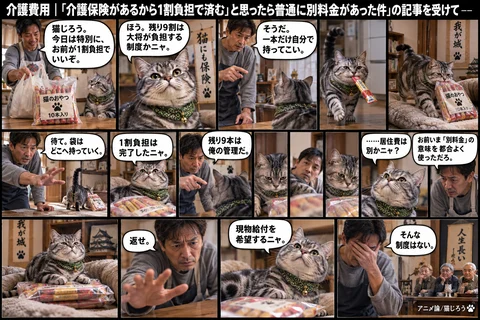 介護費用｜「介護保険があるから1割負担で済む」と思ったら普通に別料金があった件」の記事を受けて――
猫じろう。
今日は特別に、
お前が1割負担で
いいぞ。
猫のおやつ
10本入り
ほう。残り9割は
大将が負担する
制度かニャ。
猫にも保険
そうだ。
一本だけ自分で
持ってこい。
我が城
猫のおやつ
待て。袋は
どこへ持っていく。
1割負担は
完了したニャ。
残り9本は
俺の管理だ。
……居住費は
別かニャ？
お前いま「別料金」の
意味を都合よく
使っただろ。
我が城
返せ。
現物給付を
希望するニャ。
そんな
制度はない。
人生長い
アニメ論/猫じろう